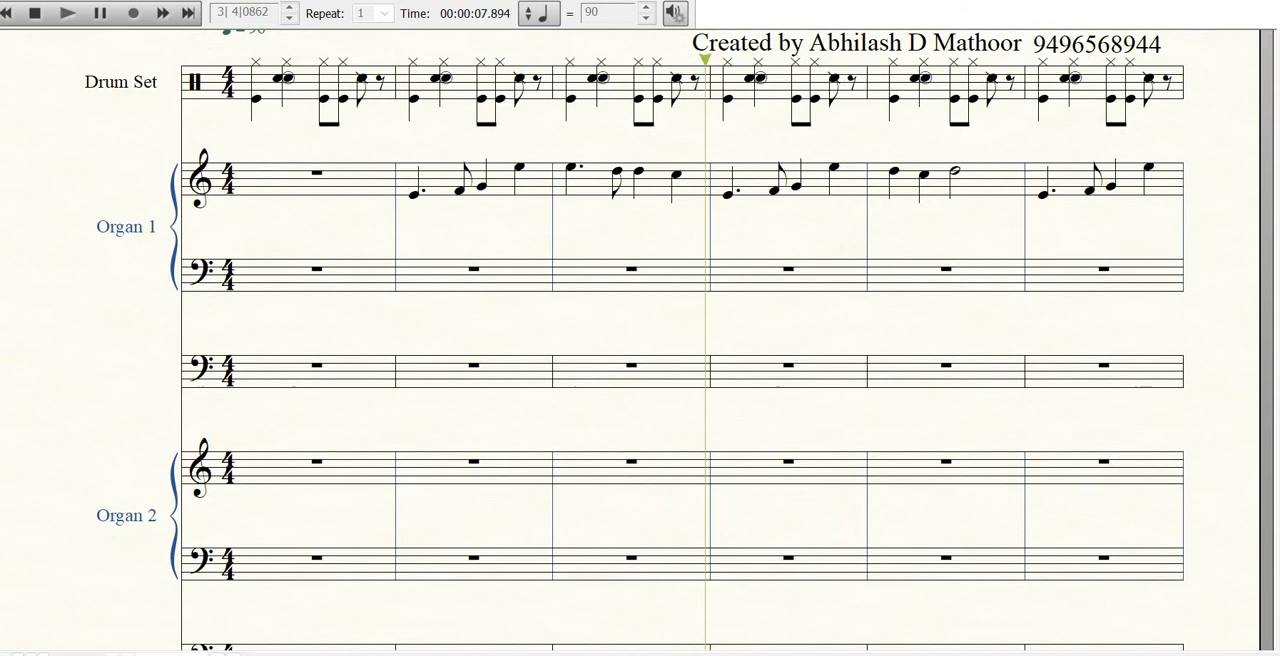 3| 4|0862 Repeat: 1 Time: 00:00:07.894 = 90
= 90
Created by Abhilash D Mathoor 9496568944
Drum Set
Organ 1
Organ 2